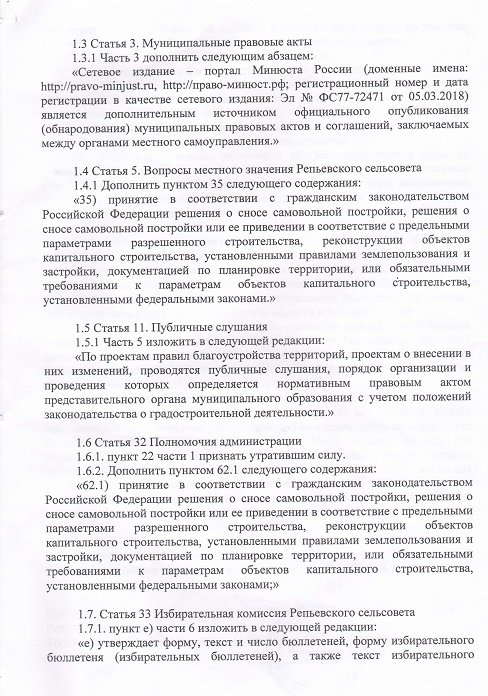 1.3 Статья 3. Муниципальные правовые акты
1.3.1 Часть 3 дополнить следующим абзацем:
«Сетевое издание – портал Минюста России (доменные имена:
http://pravo-minjust.ru, http://право-минюст.рф; регистрационный номер и дата
регистрации в качестве сетевого издания: Эл № ФС77-72471 от 05.03.2018)
является дополнительным источником официального опубликования
(обнародования) муниципальных правовых актов и соглашений, заключаемых
между органами местного самоуправления.»
1.4 Статья 5. Вопросы местного значения Репьевского сельсовета
1.4.1 Дополнить пунктом 35 следующего содержания:
«35) принятие в соответствии с гражданским законодательством
Российской Федерации решения о сносе самовольной постройки, решения о
сносе самовольной постройки или ее приведении в соответствие с предельными
параметрами разрешенного строительства, реконструкции объектов
капитального строительства, установленными правилами землепользования и
застройки, документацией по планировке территории, или обязательными
требованиями к параметрам объектов капитального строительства,
установленными федеральными законами.»
1.5 Статья 11. Публичные слушания
1.5.1 Часть 5 изложить в следующей редакции:
«По проектам правил благоустройства территорий, проектам о внесении в
них изменений, проводятся публичные слушания, порядок организации и
проведения которых определяется нормативным правовым актом
представительного органа муниципального образования с учетом положений
законодательства о градостроительной деятельности.»
1.6 Статья 32 Полномочия администрации
1.6.1. пункт 22 части 1 признать утратившим силу.
1.6.2. Дополнить пунктом 62.1 следующего содержания:
«62.1) принятие в соответствии с гражданским законодательством
Российской Федерации решения о сносе самовольной постройки, решения о
сносе самовольной постройки или ее приведении в соответствие с предельными
параметрами разрешенного строительства, реконструкции объектов
капитального строительства, установленными правилами землепользования и
застройки, документацией по планировке территории, или обязательными
требованиями к параметрам объектов капитального строительства,
установленными федеральными законами;»
1.7. Статья 33 Избирательная комиссия Репьевского сельсовета
1.7.1. пункт е) части 6 изложить в следующей редакции:
«е) утверждает форму, текст и число бюллетеней, форму избирательного
бюллетеня (избирательных бюллетеней), а также текст избирательного